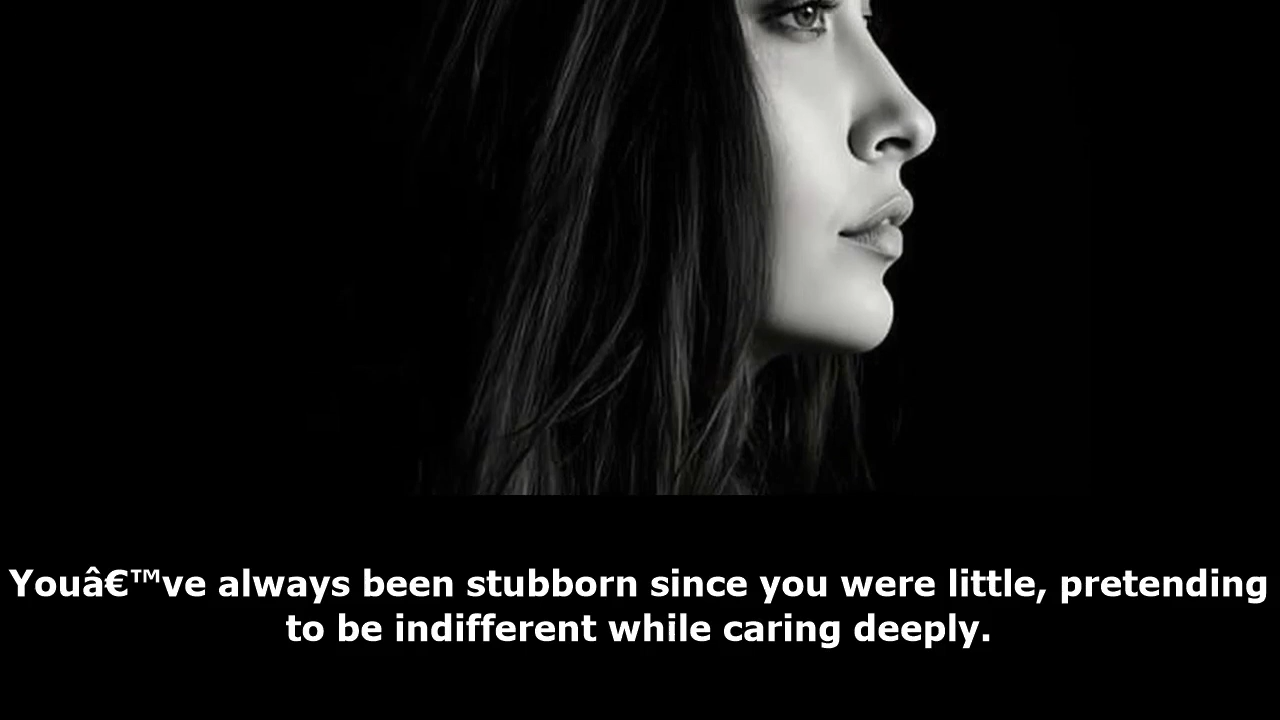 Youâ€™ve always been stubborn since you were little, pretending
to be indifferent while caring deeply.